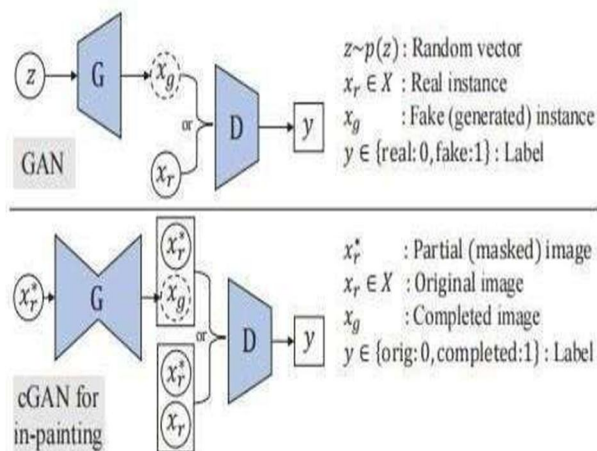 z
G
x_g
or
x_r
D
y
GAN
z~p(z) : Random vector
x_r ∈ X : Real instance
x_g : Fake (generated) instance
y ∈ {real: 0, fake:1} : Label
x_r^*
G
x_r^*
x_g
or
x_r^*
x_r
D
y
cGAN for
in-painting
x_r^* : Partial (masked) image
x_r ∈ X : Original image
x_g : Completed image
y ∈ {orig: 0, completed:1} : Label